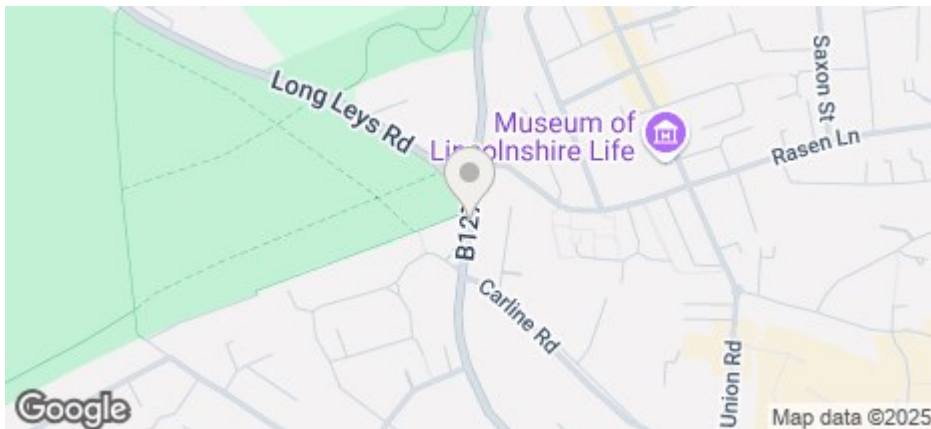 Long Leys Rd
Museum of
Lincolnshire Life
Saxon St
Rasen Ln
Carline Rd
Union Rd
Google
Map data ©2025